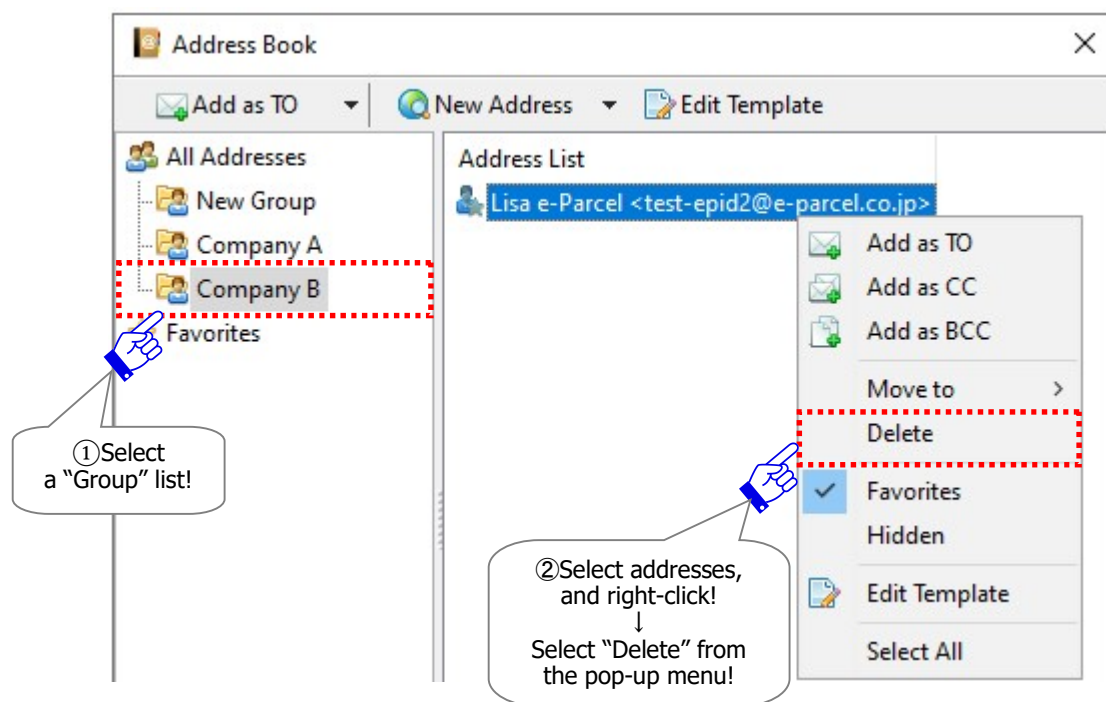 Address Book
Add as TO
New Address
Edit Template
All Addresses
New Group
Company A
Company B
Favorites
Address List
Lisa e-Parcel <test-epid2@e-parcel.co.jp>
Add as TO
Add as CC
Add as BCC
Move to
Delete
Favorites
Hidden
Edit Template
Select All
①Select
a “Group” list!
②Select addresses,
and right-click!
↓
Select “Delete” from
the pop-up menu!